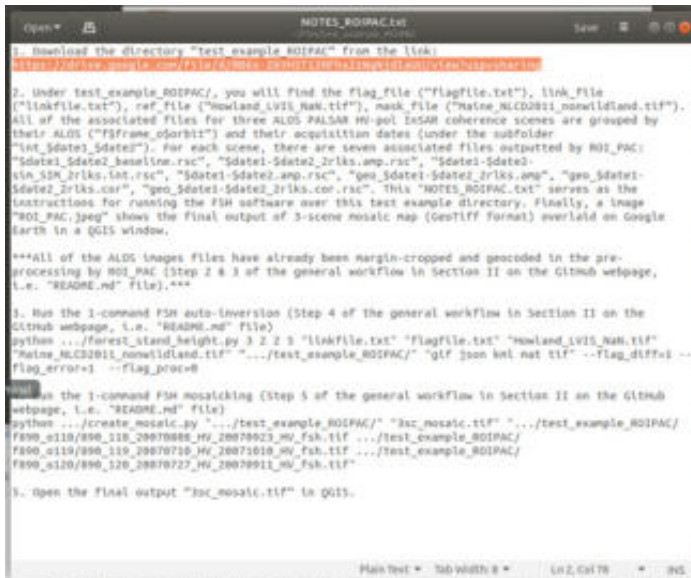 Open
NOTES_ROIPAC.txt
Save
1. Download the directory "test_example_ROIPAC" from the link:
2. Under test_example_ROIPAC/, you will find the flag_file ("flagfile.txt"), link_file
("linkfile.txt"), ref_file ("Howland_LVIS_NaN.tif"), mask_file ("Maine_NLCD2011_nonwildland.tif").
All of the associated files for three ALOS PALSAR HV-pol InSAR coherence scenes are grouped by
their ALOS ("f$frame_o$orbit") and their acquisition dates (under the subfolder
"int_$date1_$date2"). For each scene, there are seven associated files outputted by ROI_PAC:
"$date1_$date2_baseline.rsc", "$date1-$date2_2rlks.amp.rsc", "$date1-$date2-
sim_SIM_2rlks.int.rsc", "$date1-$date2.amp.rsc", "geo_$date1-$date2_2rlks.amp", "geo_$date1-
$date2_2rlks.cor", "geo_$date1-$date2_2rlks.cor.rsc". This "NOTES_ROIPAC.txt" serves as the
instructions for running the FSH software over this test example directory. Finally, a image
"ROI_PAC.jpeg" shows the final output of 3-scene mosaic map (GeoTiff format) overlaid on Google
Earth in a QGIS window.
***All of the ALOS images files have already been margin-cropped and geocoded in the pre-
processing by ROI_PAC (Step 2 & 3 of the general workflow in Section II on the GitHub webpage,
i.e. "README.md" file).***
3. Run the 1-command FSH auto-inversion (Step 4 of the general workflow in Section II on the
GitHub webpage, i.e. "README.md" file)
python .../forest_stand_height.py 3 2 2 5 "linkfile.txt" "flagfile.txt" "Howland_LVIS_NaN.tif"
"Maine_NLCD2011_nonwildland.tif" ".../test_example_ROIPAC/" "gif json kml mat tif" --flag_diff=1 --
flag_error=1 --flag_proc=0
run the 1-command FSH mosaicking (Step 5 of the general workflow in Section II on the GitHub
webpage, i.e. "README.md" file)
python .../create_mosaic.py ".../test_example_ROIPAC/" "3sc_mosaic.tif" ".../test_example_ROIPAC/
f890_o118/890_118_20070808_HV_20070923_HV_fsh.tif .../test_example_ROIPAC/
f890_o119/890_119_20070710_HV_20071010_HV_fsh.tif .../test_example_ROIPAC/
f890_o120/890_120_20070727_HV_20070911_HV_fsh.tif"
5. Open the final output "3sc_mosaic.tif" in QGIS.
Plain Text Tab Width: 8 Ln 2, Col 78 INS